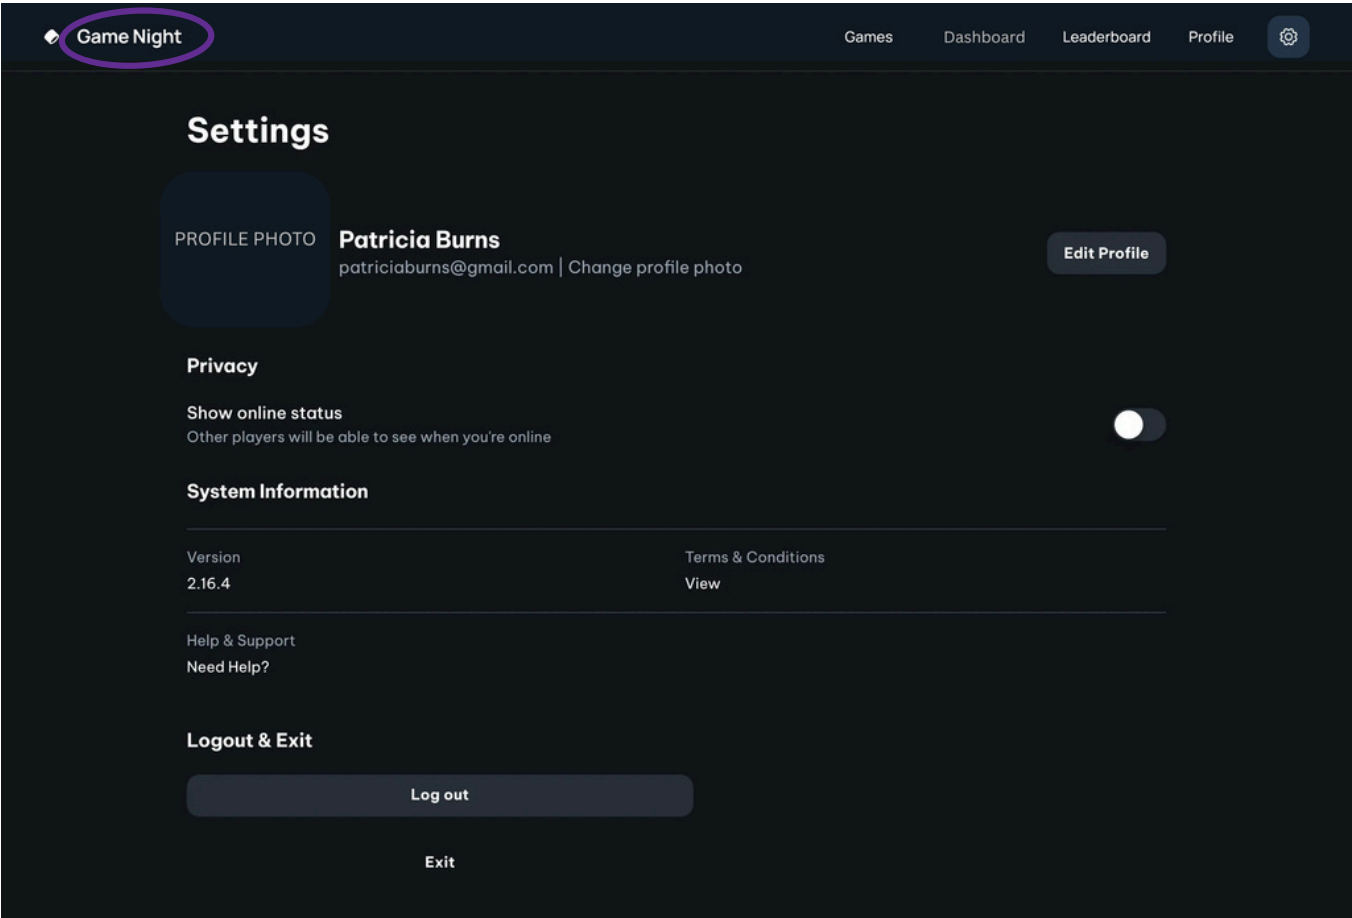 Game Night
Games Dashboard Leaderboard Profile
Settings
PROFILE PHOTO
Patricia Burns
patriciaburns@gmail.com | Change profile photo
Edit Profile
Privacy
Show online status
Other players will be able to see when you're online
System Information
Version
2.16.4
Terms & Conditions
View
Help & Support
Need Help?
Logout & Exit
Log out
Exit